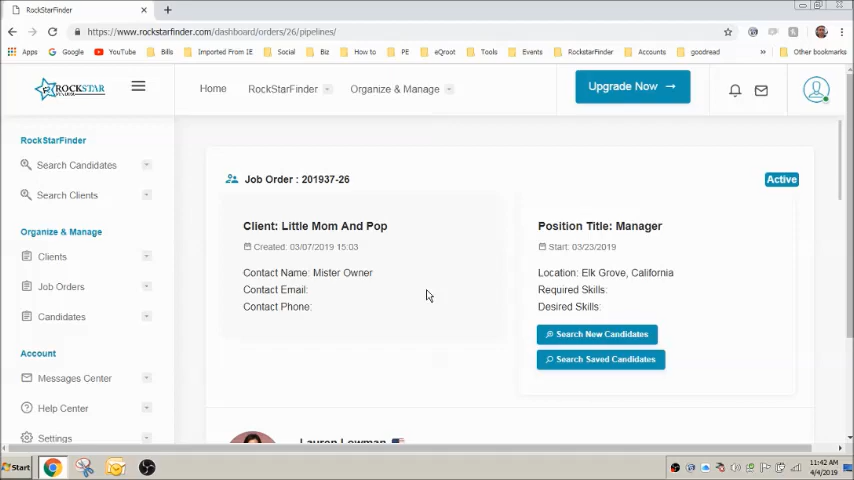 RockStarFinder
https://www.rockstarfinder.com/dashboard/orders/26/pipelines/
Apps Google YouTube Bills Imported From IE Social Biz How to PE eQroot Tools Events RockstarFinder Accounts goodread » Other bookmarks
ROCKSTAR
Home RockStarFinder Organize & Manage Upgrade Now →
RockStarFinder
Search Candidates
Search Clients
Organize & Manage
Clients
Job Orders
Candidates
Account
Messages Center
Help Center
Settings
Job Order : 201937-26
Active
Client: Little Mom And Pop
Created: 03/07/2019 15:03
Contact Name: Mister Owner
Contact Email:
Contact Phone:
Position Title: Manager
Start: 03/23/2019
Location: Elk Grove, California
Required Skills:
Desired Skills:
Search New Candidates
Search Saved Candidates
Lauren Lowman
Start
11:42 AM
4/4/2019